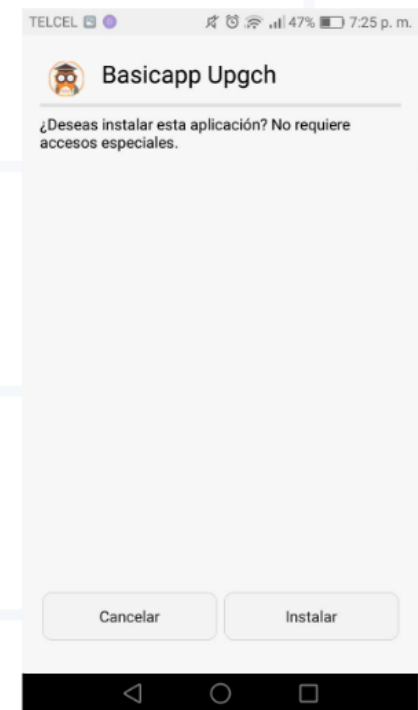 TELCEL 47% 7:25 p. m.
Basicapp Upgch
¿Deseas instalar esta aplicación? No requiere
accesos especiales.
Cancelar Instalar